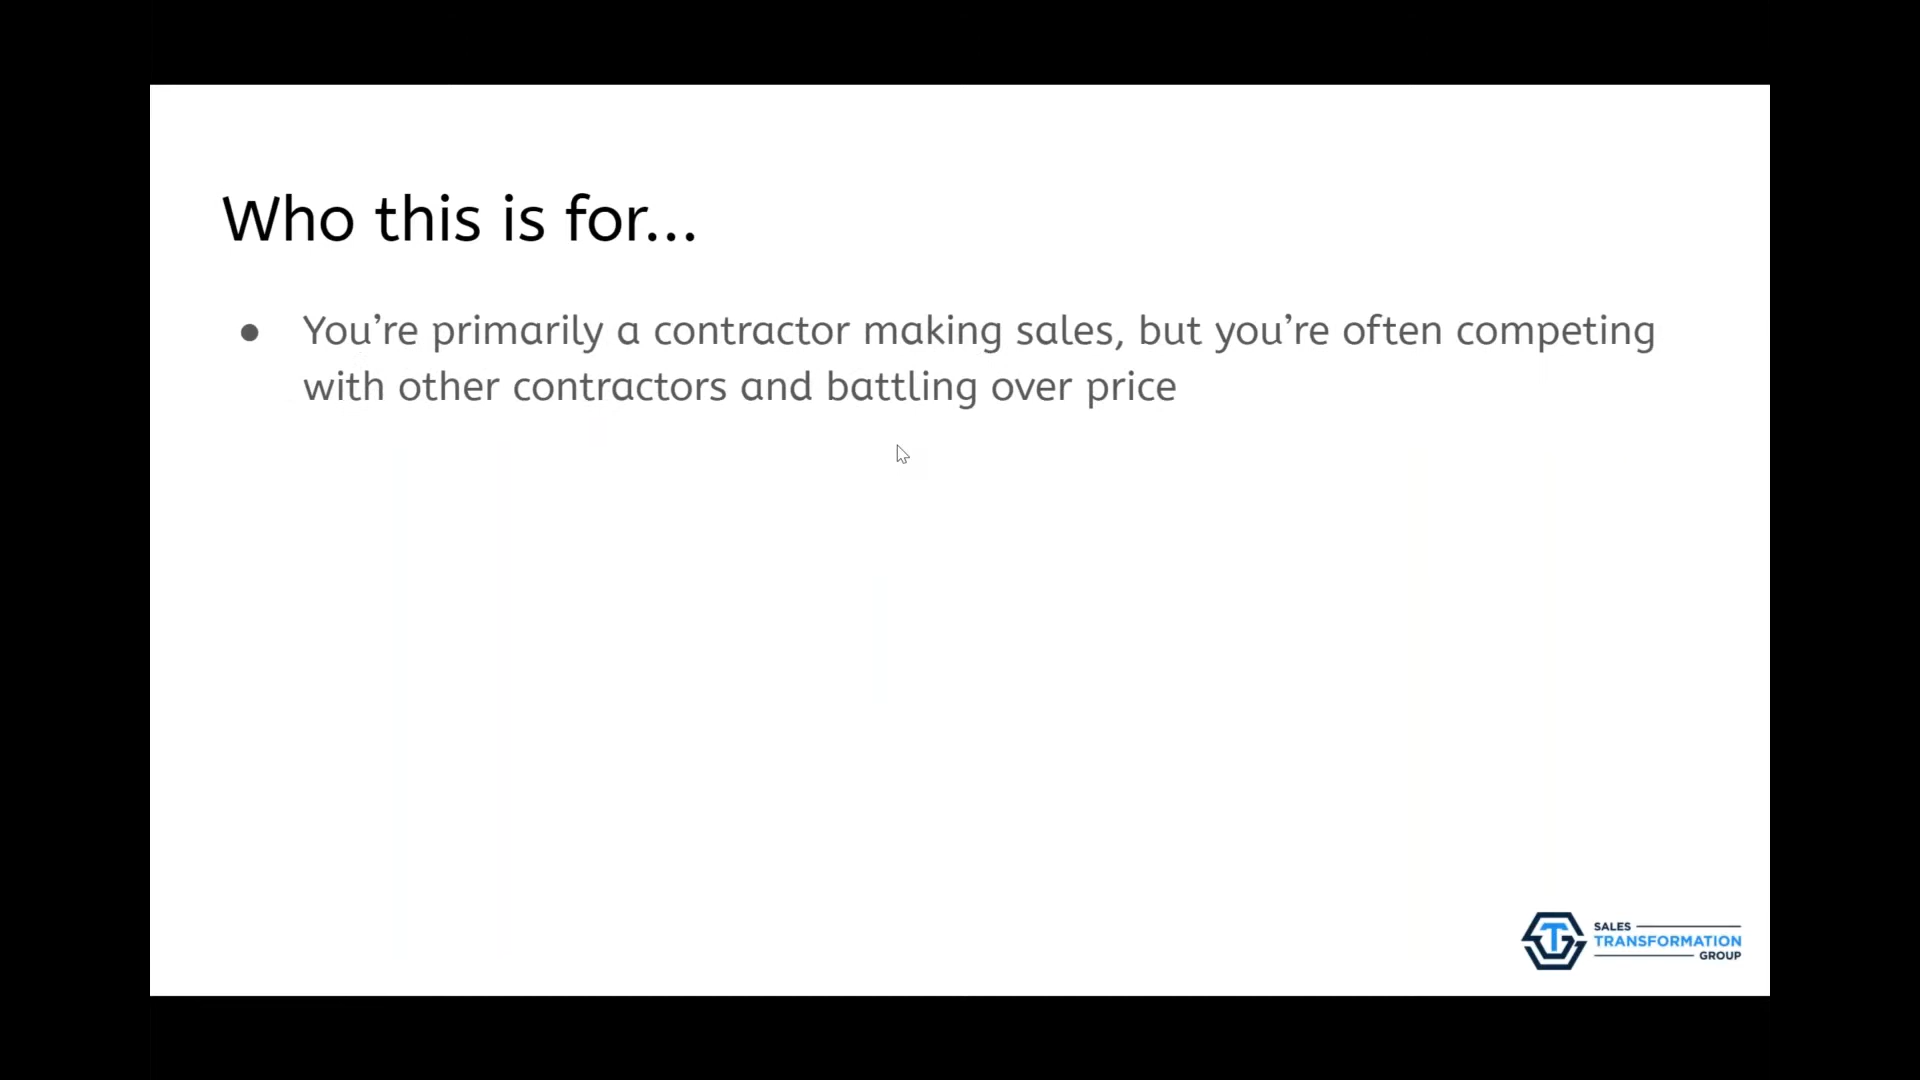 Who this is for...
● You’re primarily a contractor making sales, but you’re often competing
with other contractors and battling over price
SALES
TRANSFORMATION
GROUP